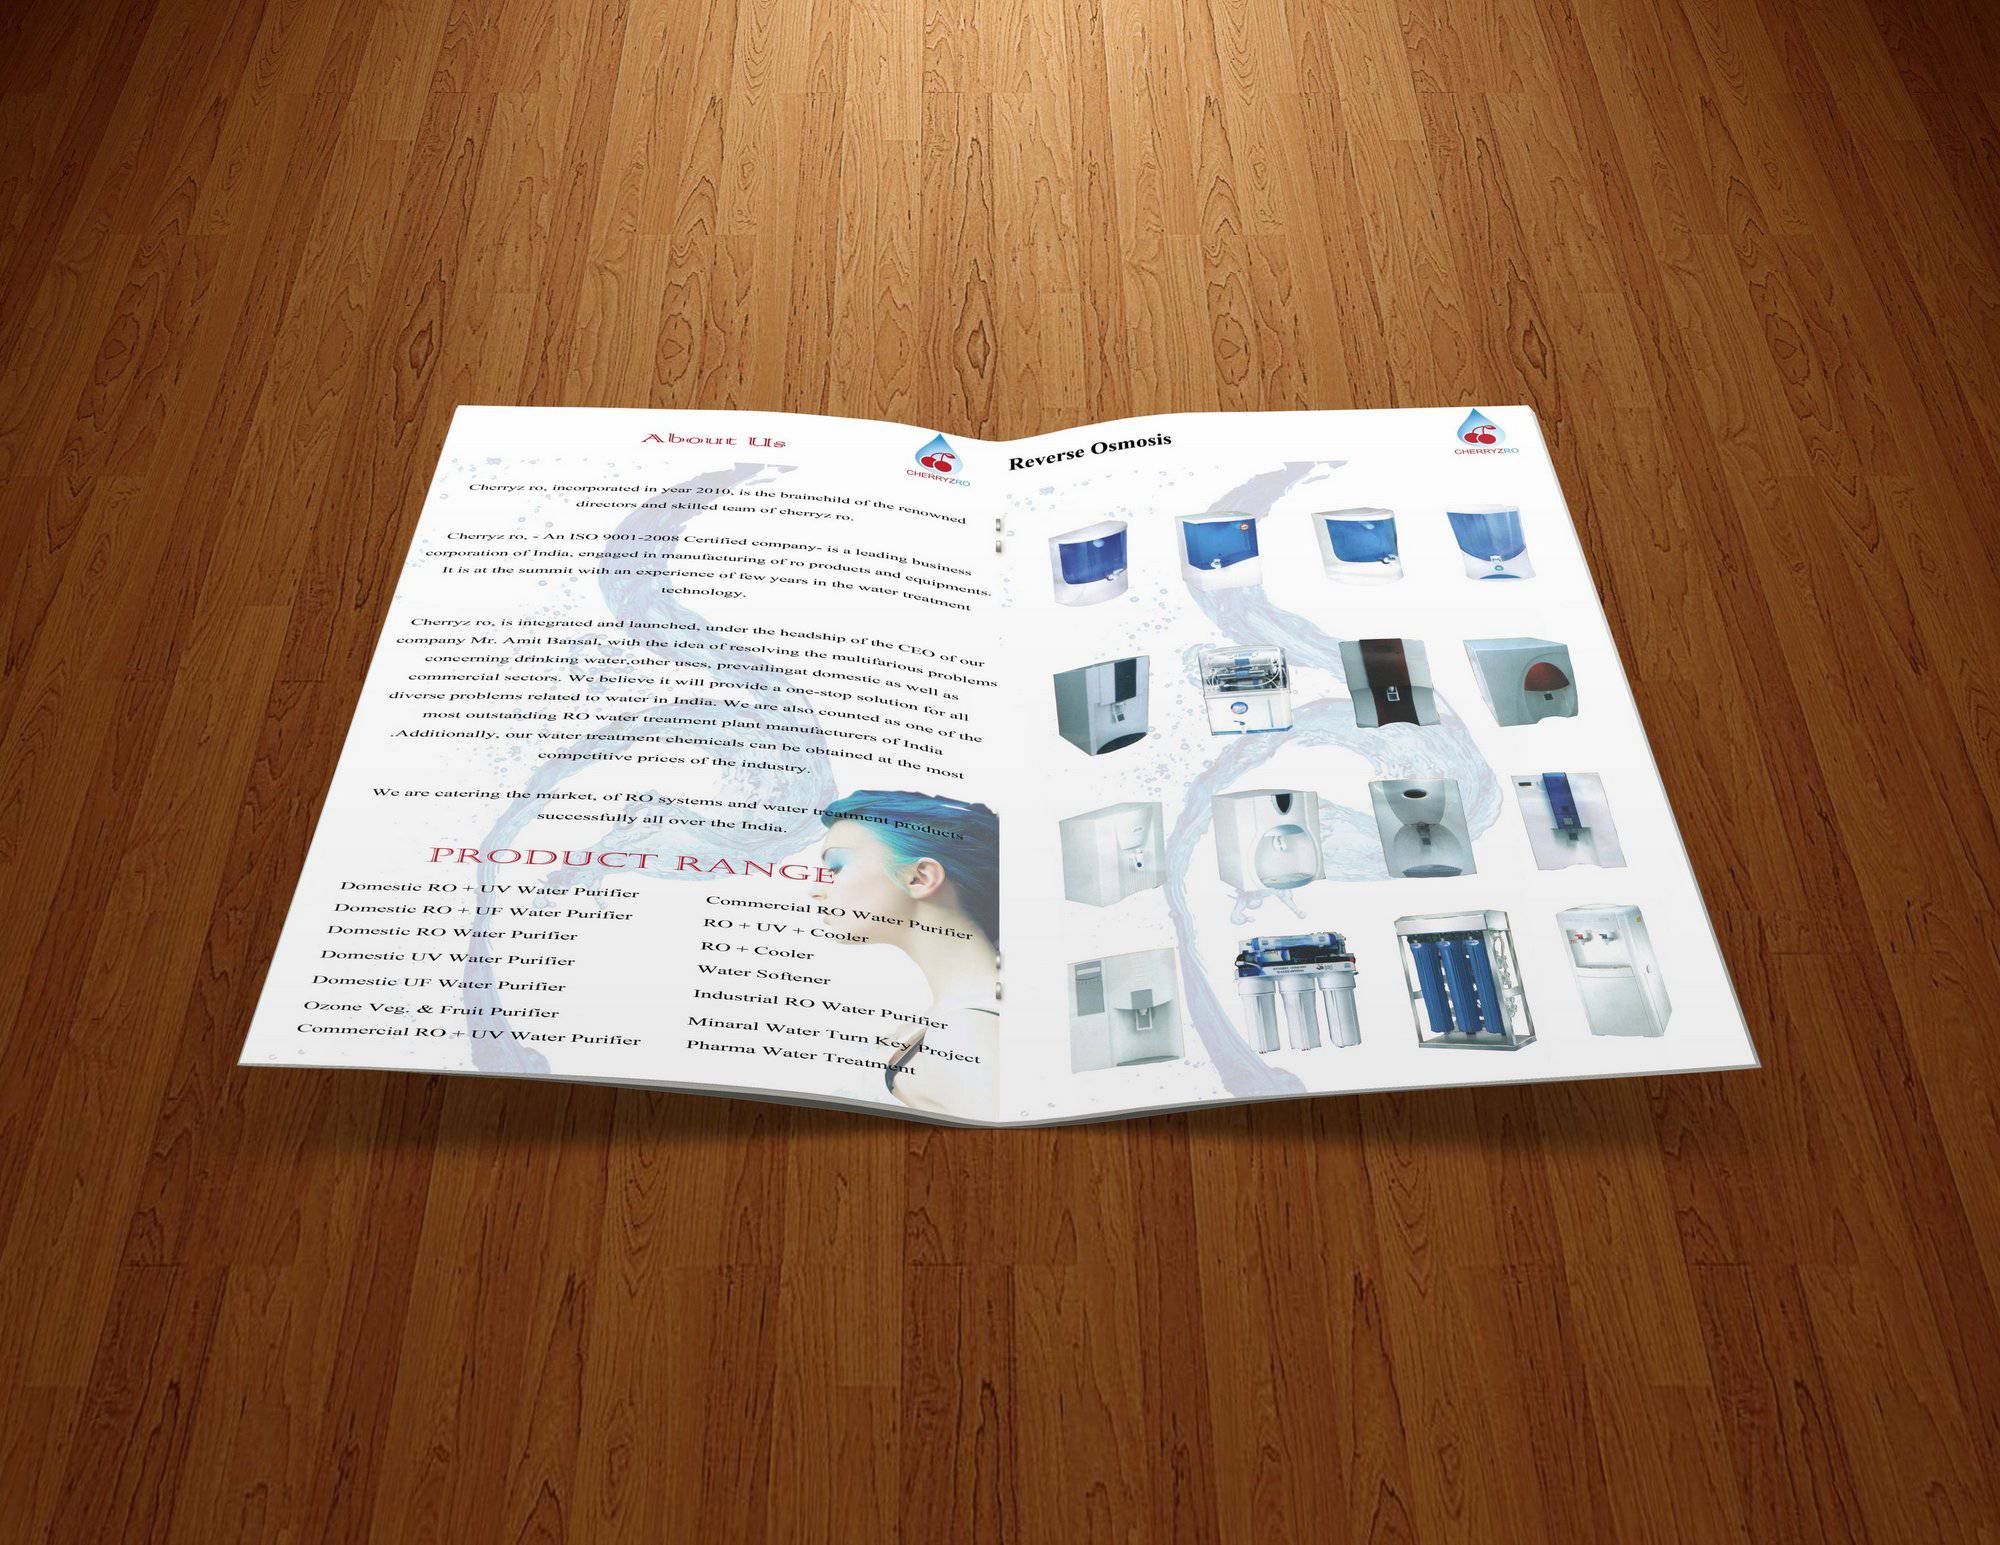 About Us
CHERRYZRO
Cherryz ro, incorporated in year 2010, is the brainchild of the renowned
directors and skilled team of cherryz ro.
Cherryz ro, - An ISO 9001-2008 Certified company- is a leading business
corporation of India, engaged in manufacturing of ro products and equipments.
It is at the summit with an experience of few years in the water treatment
technology.
Cherryz ro, is integrated and launched, under the headship of the CEO of our
company Mr. Amit Bansal, with the idea of resolving the multifarious problems
concerning drinking water,other uses, prevailingat domestic as well as
commercial sectors. We believe it will provide a one-stop solution for all
diverse problems related to water in India. We are also counted as one of the
most outstanding RO water treatment plant manufacturers of India
.Additionally, our water treatment chemicals can be obtained at the most
competitive prices of the industry.
We are catering the market, of RO systems and water treatment products
successfully all over the India.
PRODUCT RANGE
Domestic RO + UV Water Purifier
Domestic RO + UF Water Purifier
Domestic RO Water Purifier
Domestic UV Water Purifier
Domestic UF Water Purifier
Ozone Veg. & Fruit Purifier
Commercial RO + UV Water Purifier
Commercial RO Water Purifier
RO + UV + Cooler
RO + Cooler
Water Softener
Industrial RO Water Purifier
Minaral Water Turn Key Project
Pharma Water Treatment
Reverse Osmosis
CHERRYZRO